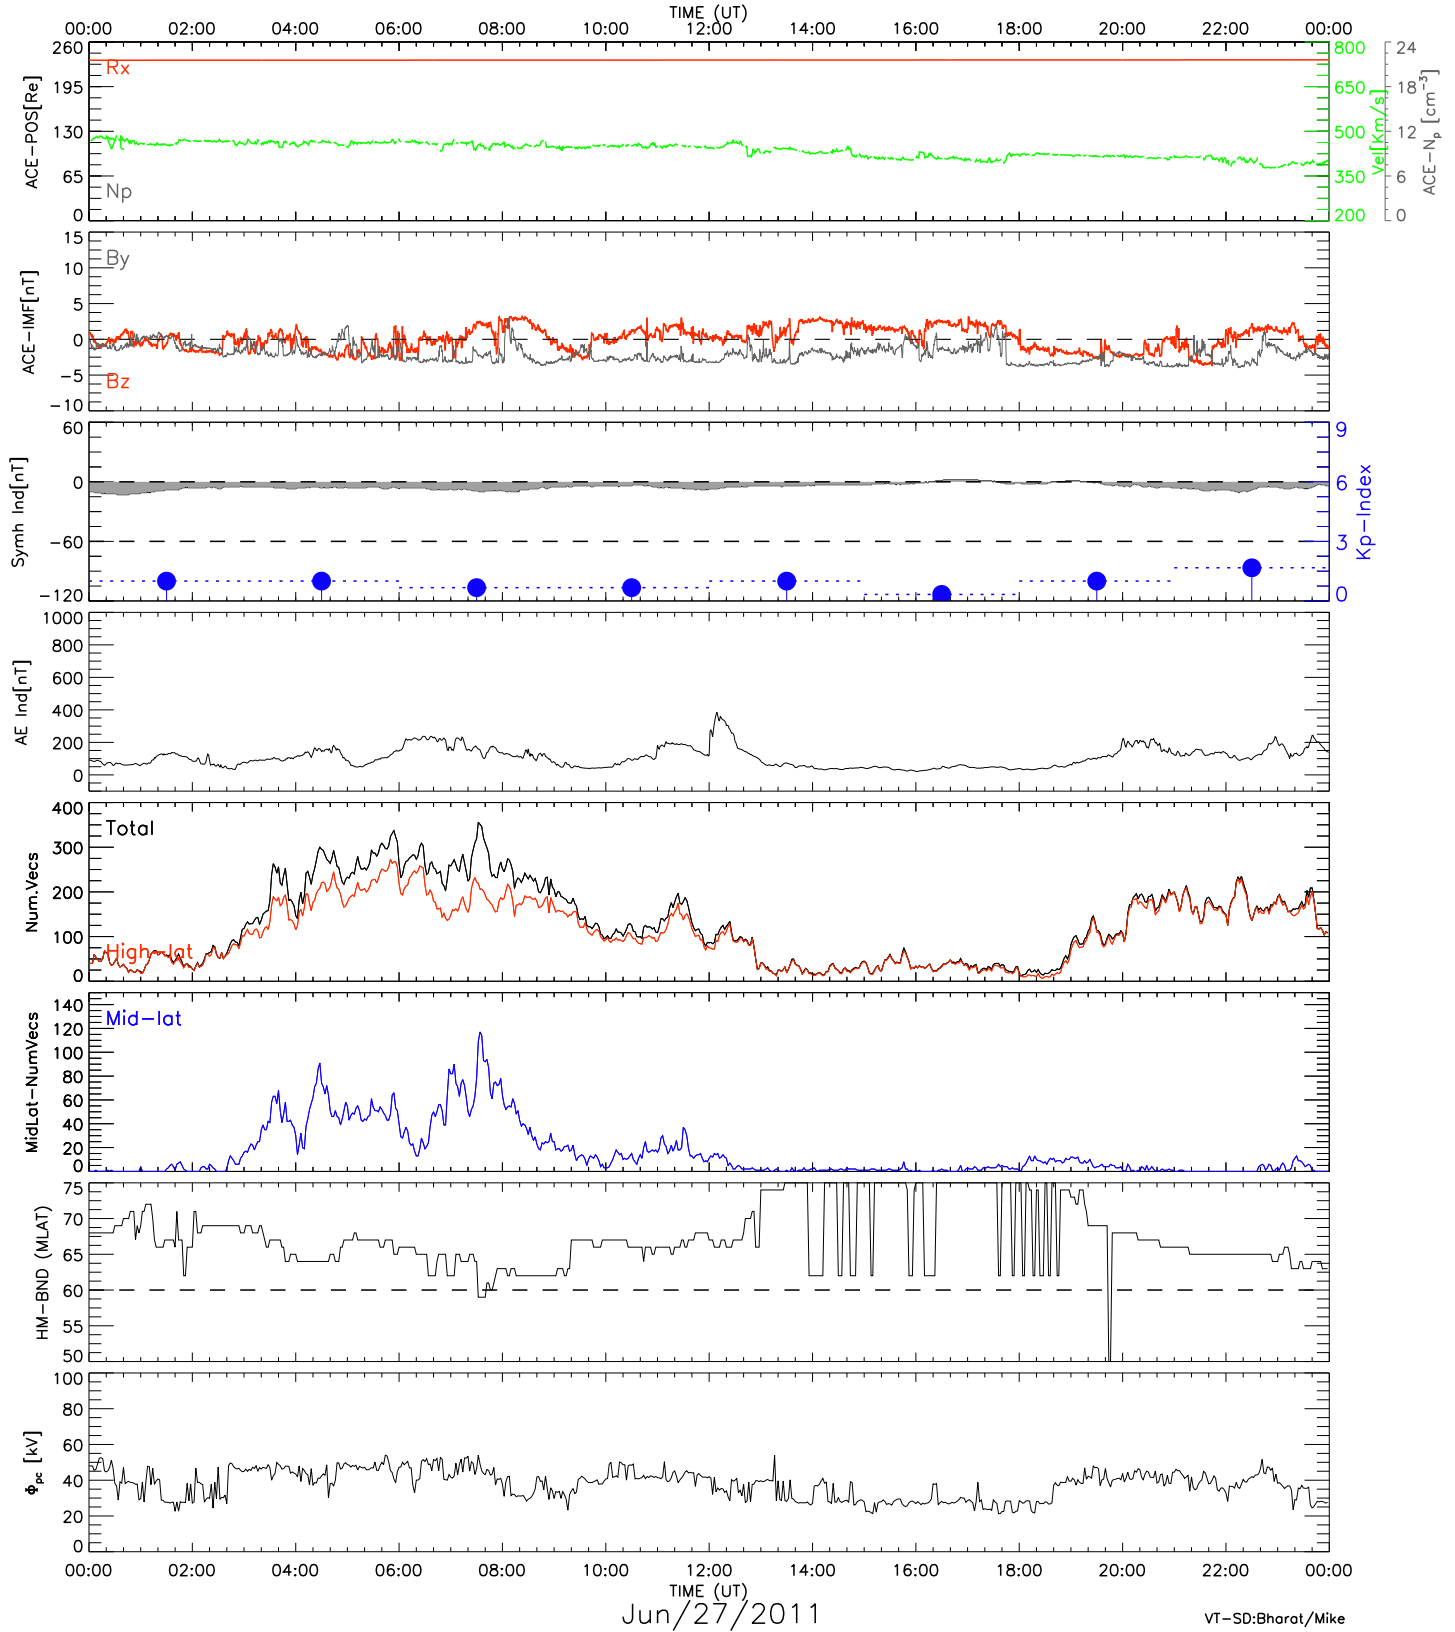 TIME (UT)
00:00 02:00 04:00 06:00 08:00 10:00 12:00 14:00 16:00 18:00 20:00 22:00 00:00
ACE-POS[Re]
260
195
130
65
0
Rx
Vx
Np
800
650
500
350
200
Vel[Km/s]
24
18
12
6
0
ACE-Np [cm-3]
ACE-IMF[nT]
15
10
5
0
-5
-10
By
Bz
Symh Ind[nT]
60
0
-60
-120
9
6
3
0
Kp-Index
AE Ind[nT]
1000
800
600
400
200
0
Num.Vecs
400
300
200
100
0
Total
High-lat
MidLat-NumVecs
140
120
100
80
60
40
20
0
Mid-lat
HM-BND (MLAT)
75
70
65
60
55
50
Φpc [kV]
100
80
60
40
20
0
00:00 02:00 04:00 06:00 08:00 10:00 12:00 14:00 16:00 18:00 20:00 22:00 00:00
TIME (UT)
Jun/27/2011
VT-SD:Bharat/Mike